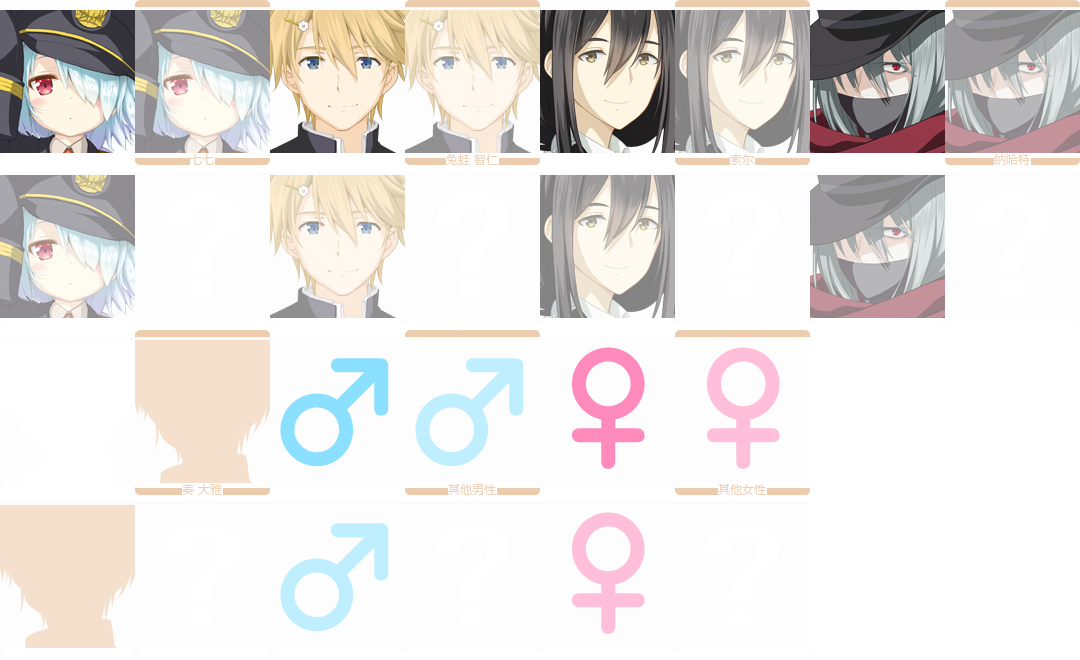 七七
兔蛙 智仁
索尔
纳哈特
奏 大雅
其他男性
其他女性